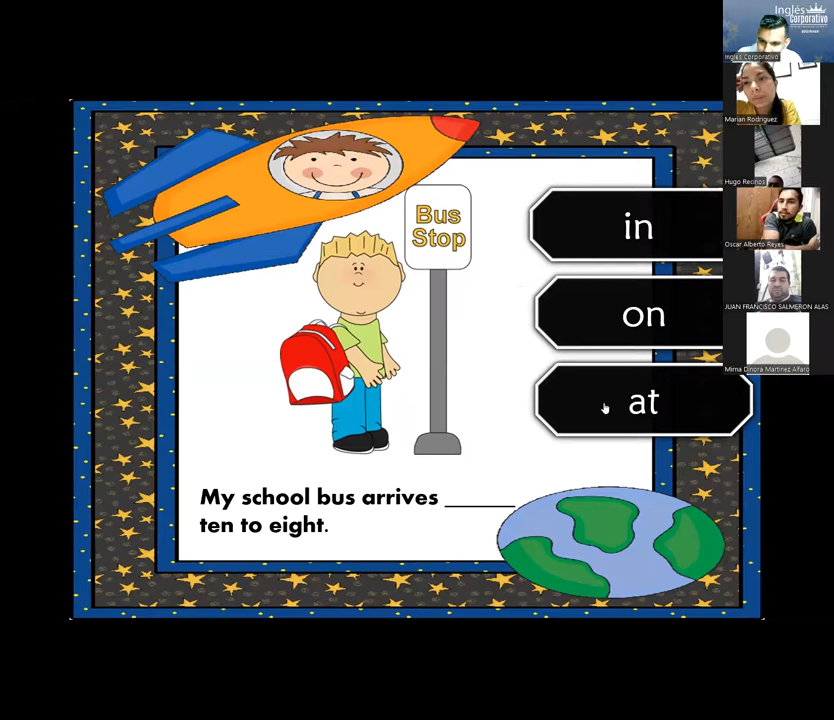 Inglés
Corporativo
BEGINNER
Inglés Corporativo
Marian Rodriguez
Hugo Recinos
Oscar Alberto Reyes
JUAN FRANCISCO SALMERON ALAS
Mirna Dinora Martinez Alfaro
Bus
Stop
in
on
at
My school bus arrives ______
ten to eight.